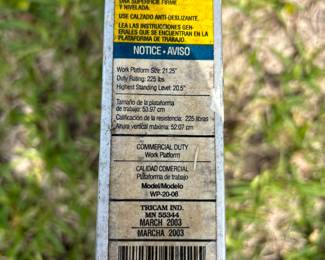 UNA SUPERFICIE FIRME
Y NIVELADA.
USE CALZADO ANTI-DESLIZANTE.
LEA LAS INSTRUCCIONES GEN-
ERALES QUE SE ENCUENTRAN EN LA
PLATAFORMA DE TRABAJO.
NOTICE • AVISO
Work Platform Size: 21.25"
Duty Rating: 225 lbs.
Highest Standing Level: 20.5"
Tamaño de la plataforma
de trabajo: 53.97 cm
Calificación de la resistencia: 225 libras
Altura vertical máxima: 52.07 cm
COMMERCIAL DUTY
Work Platform
CALIDAD COMERCIAL
Plataforma de trabajo
Model/Modelo
WP-20-06
TRICAM IND.
MN 55344
MARCH 2003
MARCHA 2003